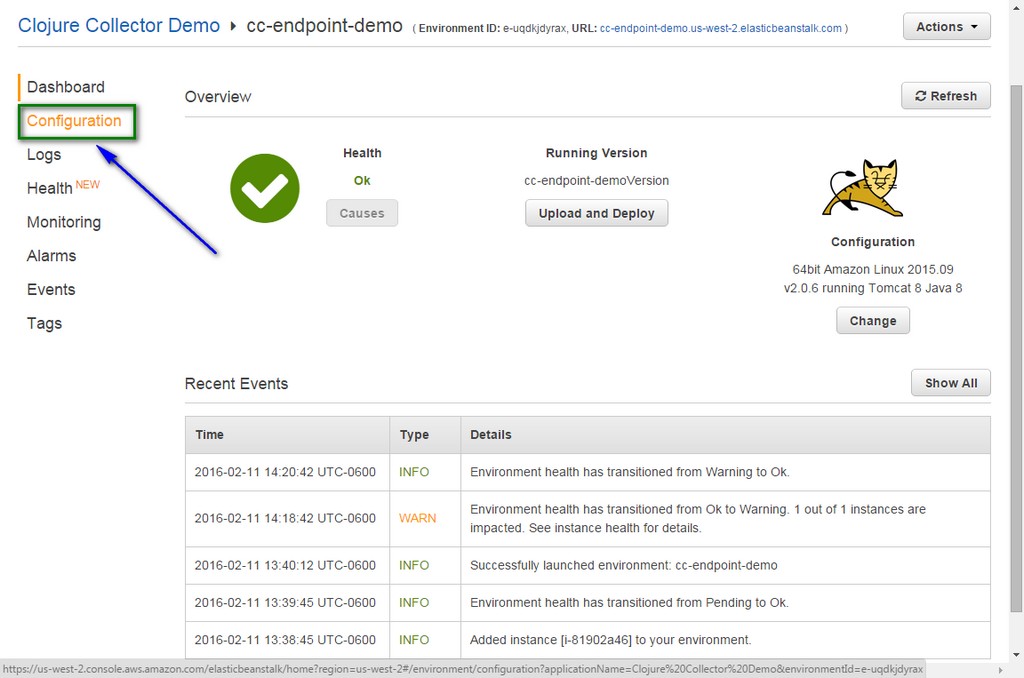 Clojure Collector Demo cc-endpoint-demo ( Environment ID: e-uqdkjdyrax, URL: cc-endpoint-demo.us-west-2.elasticbeanstalk.com )
Actions
Dashboard
Configuration
Logs
Health NEW
Monitoring
Alarms
Events
Tags
Overview
Refresh
Health
Ok
Causes
Running Version
cc-endpoint-demoVersion
Upload and Deploy
Configuration
64bit Amazon Linux 2015.09
v2.0.6 running Tomcat 8 Java 8
Change
Recent Events
Show All
Time Type Details
2016-02-11 14:20:42 UTC-0600 INFO Environment health has transitioned from Warning to Ok.
2016-02-11 14:18:42 UTC-0600 WARN Environment health has transitioned from Ok to Warning. 1 out of 1 instances are
impacted. See instance health for details.
2016-02-11 13:40:12 UTC-0600 INFO Successfully launched environment: cc-endpoint-demo
2016-02-11 13:39:45 UTC-0600 INFO Environment health has transitioned from Pending to Ok.
2016-02-11 13:38:45 UTC-0600 INFO Added instance [i-81902a46] to your environment.
https://us-west-2.console.aws.amazon.com/elasticbeanstalk/home?region=us-west-2#/environment/configuration?applicationName=Clojure%20Collector%20Demo&environmentId=e-uqdkjdyrax